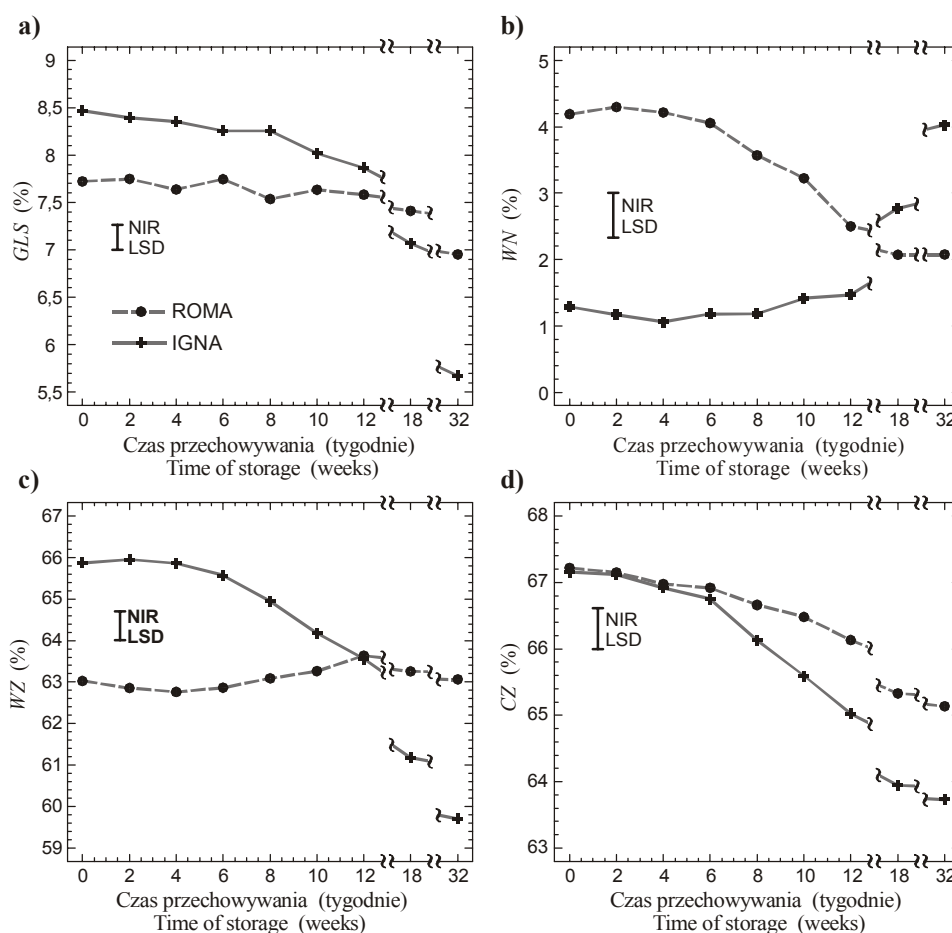 a)
9
8,5
8
7,5
7
6,5
6
5,5
GLS (%)
NIR
LSD
ROMA
IGNA
0 2 4 6 8 10 12 18 32
Czas przechowywania (tygodnie)
Time of storage (weeks)
b)
5
4
3
2
1
0
WN (%)
NIR
LSD
0 2 4 6 8 10 12 18 32
Czas przechowywania (tygodnie)
Time of storage (weeks)
c)
67
66
65
64
63
62
61
60
59
WZ (%)
NIR
LSD
0 2 4 6 8 10 12 18 32
Czas przechowywania (tygodnie)
Time of storage (weeks)
d)
68
67
66
65
64
63
CZ (%)
NIR
LSD
0 2 4 6 8 10 12 18 32
Czas przechowywania (tygodnie)
Time of storage (weeks)